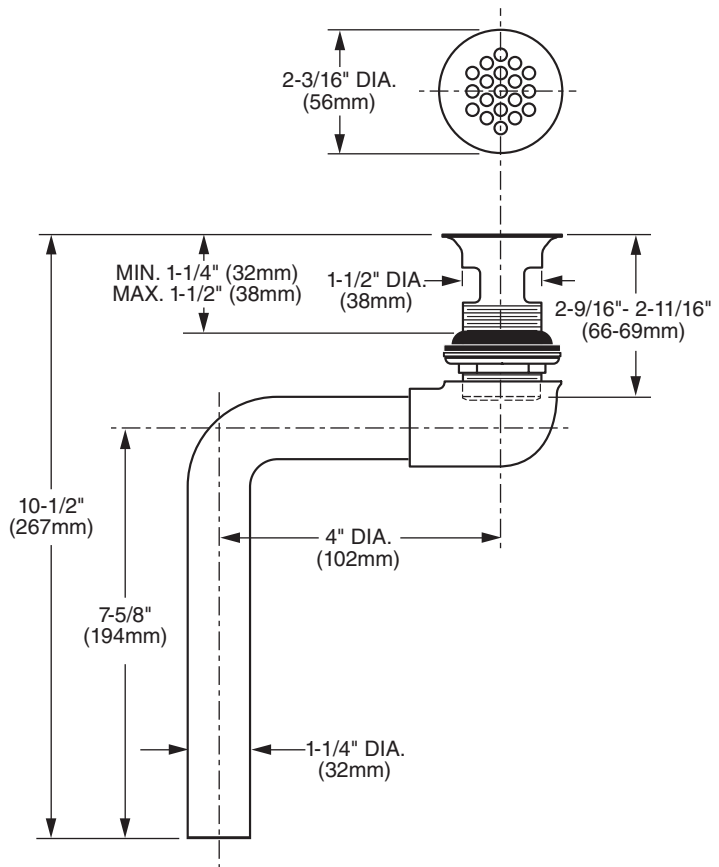 2-3/16" DIA.
(56mm)
MIN. 1-1/4" (32mm)
MAX. 1-1/2" (38mm)
1-1/2" DIA.
(38mm)
2-9/16"- 2-11/16"
(66-69mm)
10-1/2"
(267mm)
4" DIA.
(102mm)
7-5/8"
(194mm)
1-1/4" DIA.
(32mm)